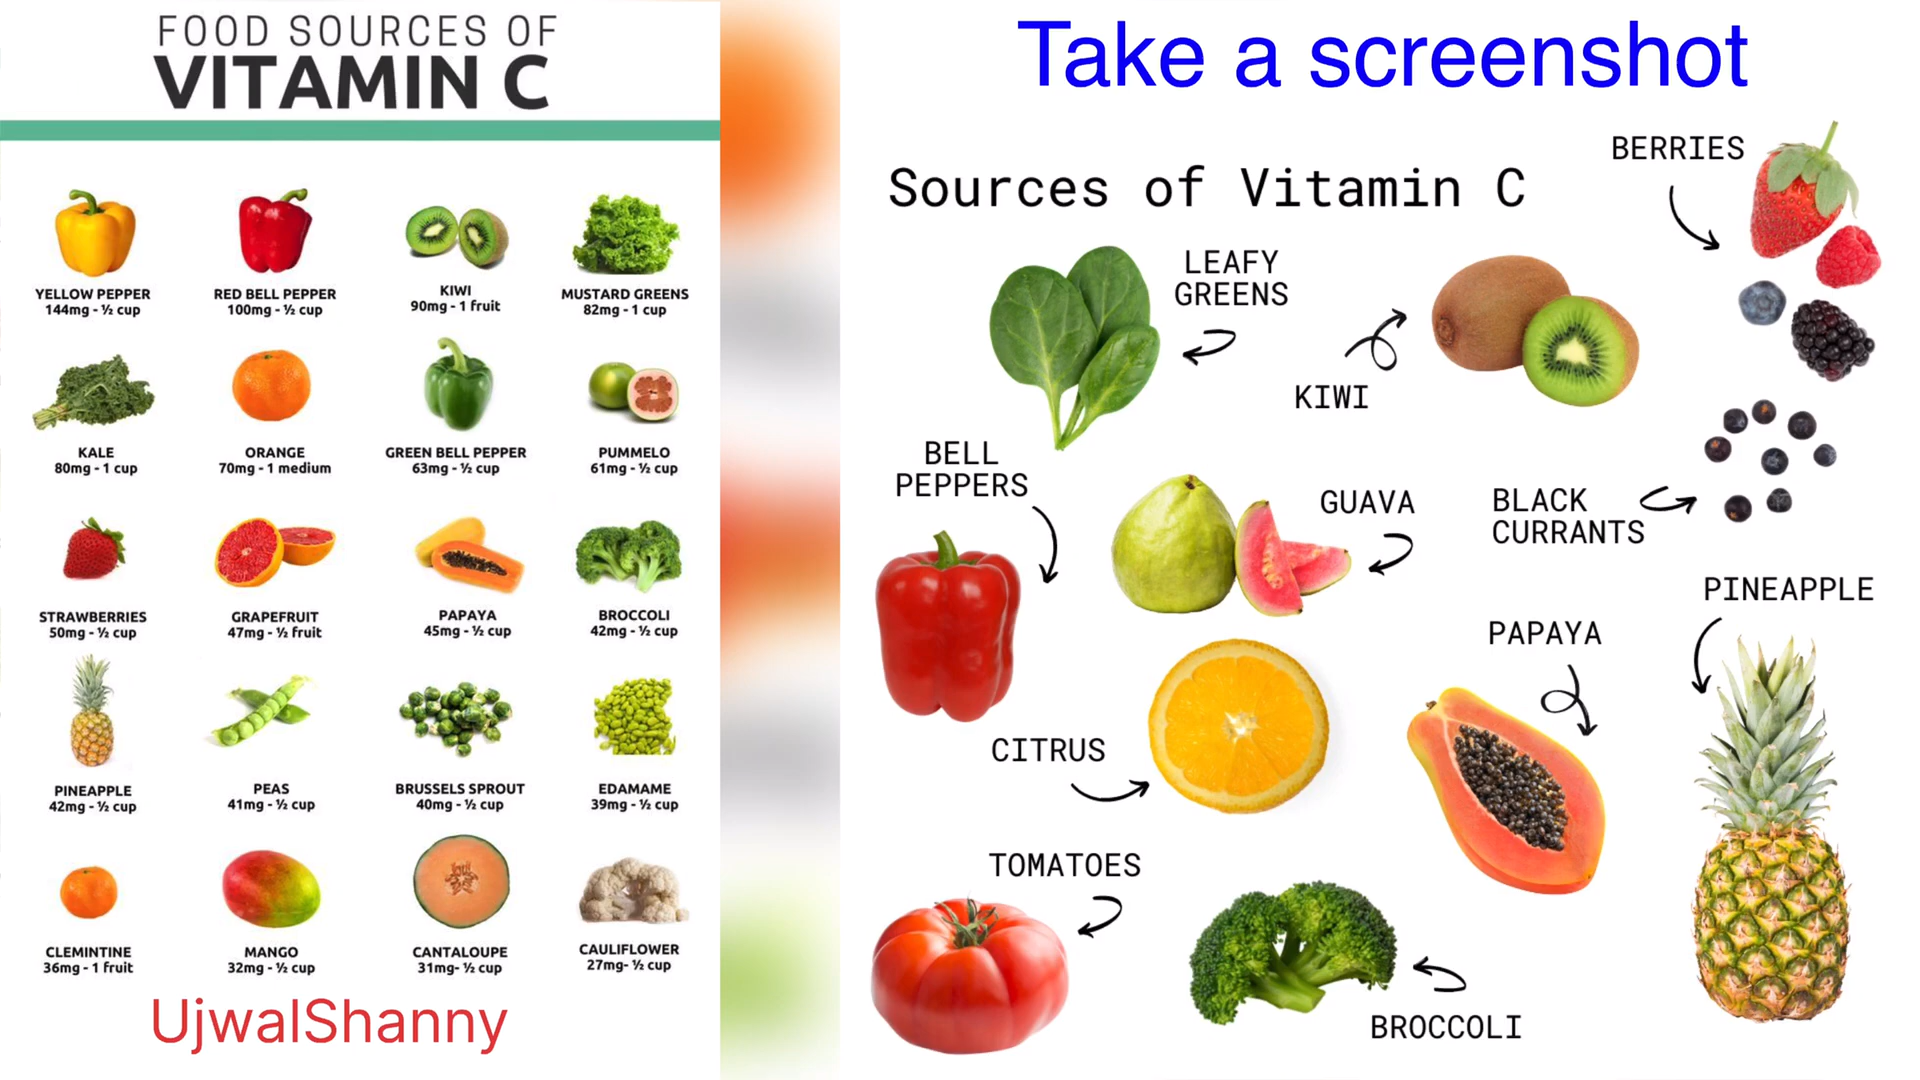 FOOD SOURCES OF
VITAMIN C
YELLOW PEPPER
144mg - ½ cup
RED BELL PEPPER
100mg - ½ cup
KIWI
90mg - 1 fruit
MUSTARD GREENS
82mg - 1 cup
KALE
80mg - 1 cup
ORANGE
70mg - 1 medium
GREEN BELL PEPPER
63mg - ½ cup
PUMMELO
61mg - ½ cup
STRAWBERRIES
50mg - ½ cup
GRAPEFRUIT
47mg - ½ fruit
PAPAYA
45mg - ½ cup
BROCCOLI
42mg - ½ cup
PINEAPPLE
42mg - ½ cup
PEAS
41mg - ½ cup
BRUSSELS SPROUT
40mg - ½ cup
EDAMAME
39mg - ½ cup
CLEMINTINE
36mg - 1 fruit
MANGO
32mg - ½ cup
CANTALOUPE
31mg- ½ cup
CAULIFLOWER
27mg- ½ cup
UjwalShanny
Take a screenshot
Sources of Vitamin C
BERRIES
LEAFY
GREENS
KIWI
BELL
PEPPERS
GUAVA
BLACK
CURRANTS
PINEAPPLE
PAPAYA
CITRUS
TOMATOES
BROCCOLI